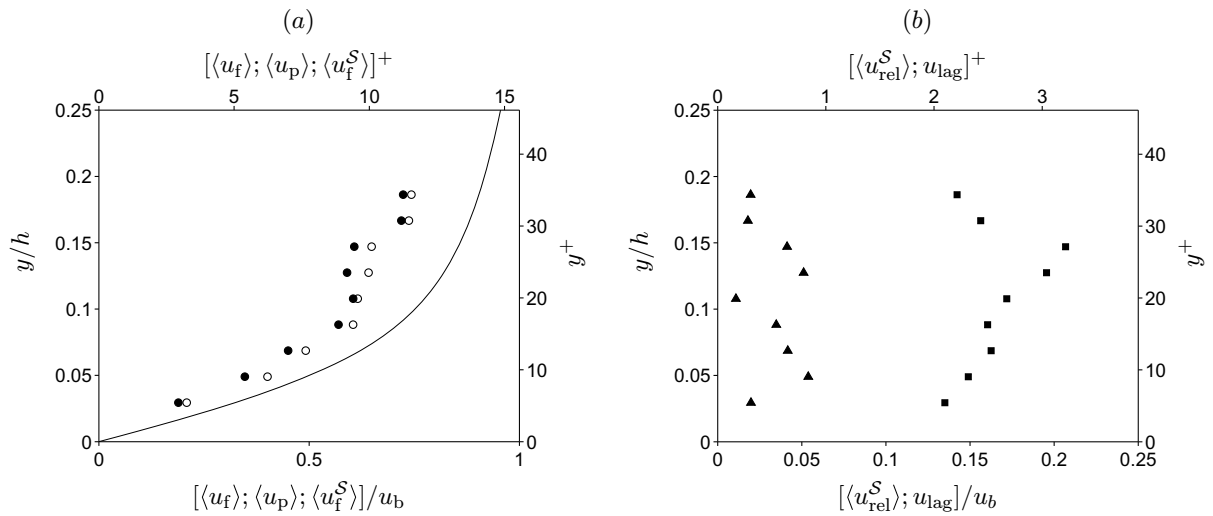 (a)
[⟨u_f⟩; ⟨u_p⟩; ⟨u_f^𝒮⟩]^+
0 5 10 15
0.25
0.2
0.15
0.1
0.05
0
y/h
40
30
20
10
0
y^+
0 0.5 1
[⟨u_f⟩; ⟨u_p⟩; ⟨u_f^𝒮⟩]/u_b
(b)
[⟨u_rel^𝒮⟩; u_lag]^+
0 1 2 3
0.25
0.2
0.15
0.1
0.05
0
y/h
40
30
20
10
0
y^+
0 0.05 0.1 0.15 0.2 0.25
[⟨u_rel^𝒮⟩; u_lag]/u_b